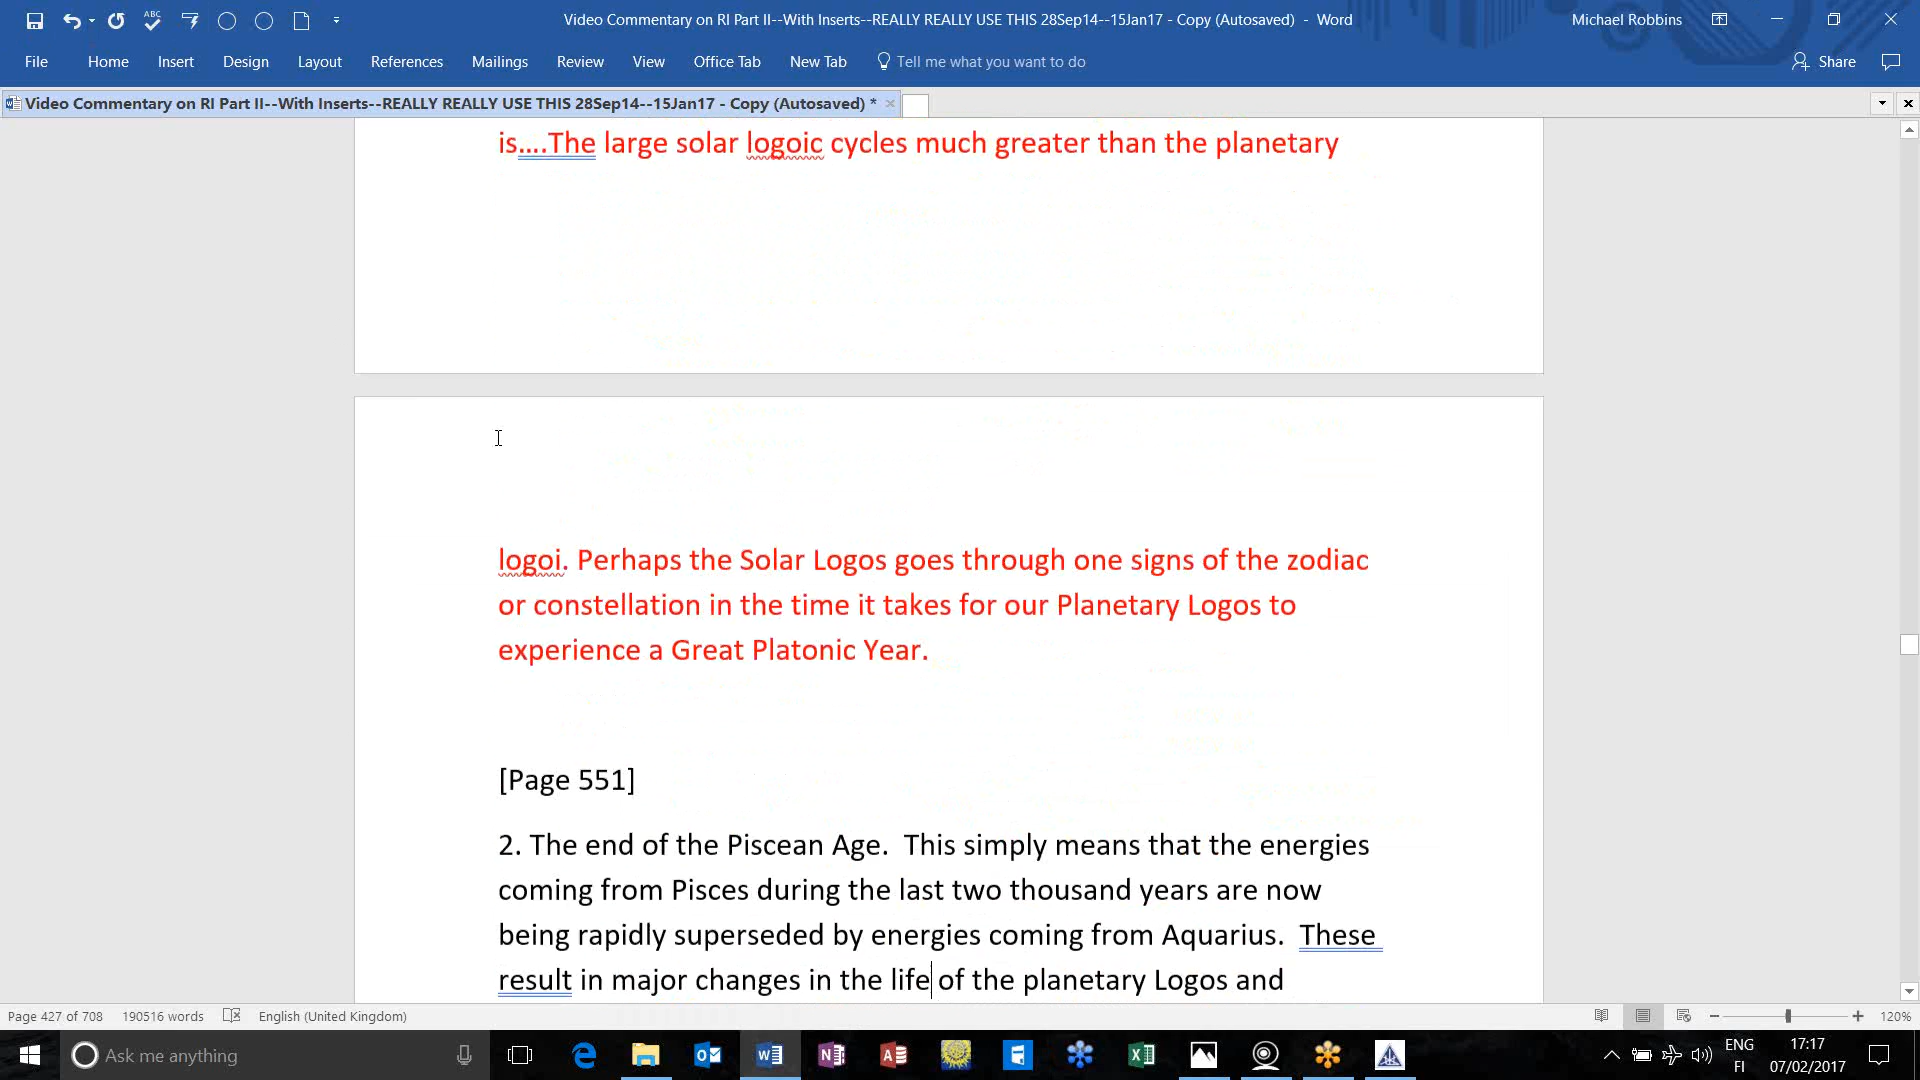 Video Commentary on RI Part II--With Inserts--REALLY REALLY USE THIS 28Sep14--15Jan17 - Copy (Autosaved) - Word
Michael Robbins
File Home Insert Design Layout References Mailings Review View Office Tab New Tab Tell me what you want to do Share
Video Commentary on RI Part II--With Inserts--REALLY REALLY USE THIS 28Sep14--15Jan17 - Copy (Autosaved) *
is....The large solar logoic cycles much greater than the planetary
logoi. Perhaps the Solar Logos goes through one signs of the zodiac
or constellation in the time it takes for our Planetary Logos to
experience a Great Platonic Year.
[Page 551]
2. The end of the Piscean Age.  This simply means that the energies
coming from Pisces during the last two thousand years are now
being rapidly superseded by energies coming from Aquarius.  These
result in major changes in the life of the planetary Logos and
Page 427 of 708 190516 words English (United Kingdom) 120%
Ask me anything
ENG
FI
17:17
07/02/2017